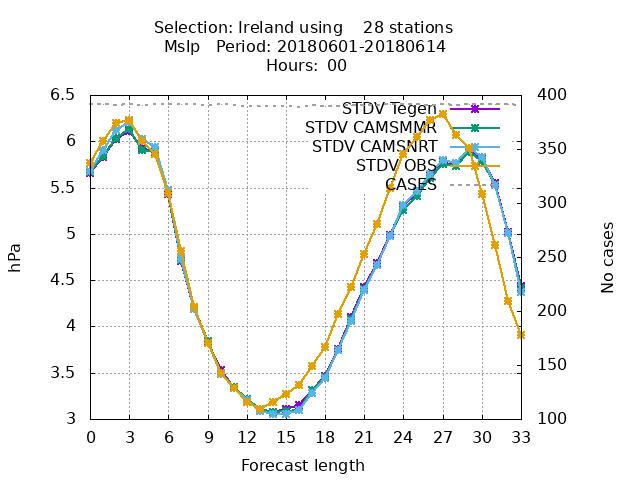 Selection: Ireland using    28 stations
Mslp   Period: 20180601-20180614
Hours:  00
6.5
6
5.5
5
4.5
4
3.5
3
hPa
400
350
300
250
200
150
100
No cases
STDV Tegen
STDV CAMSMMR
STDV CAMSNRT
STDV OBS
CASES
0 3 6 9 12 15 18 21 24 27 30 33
Forecast length